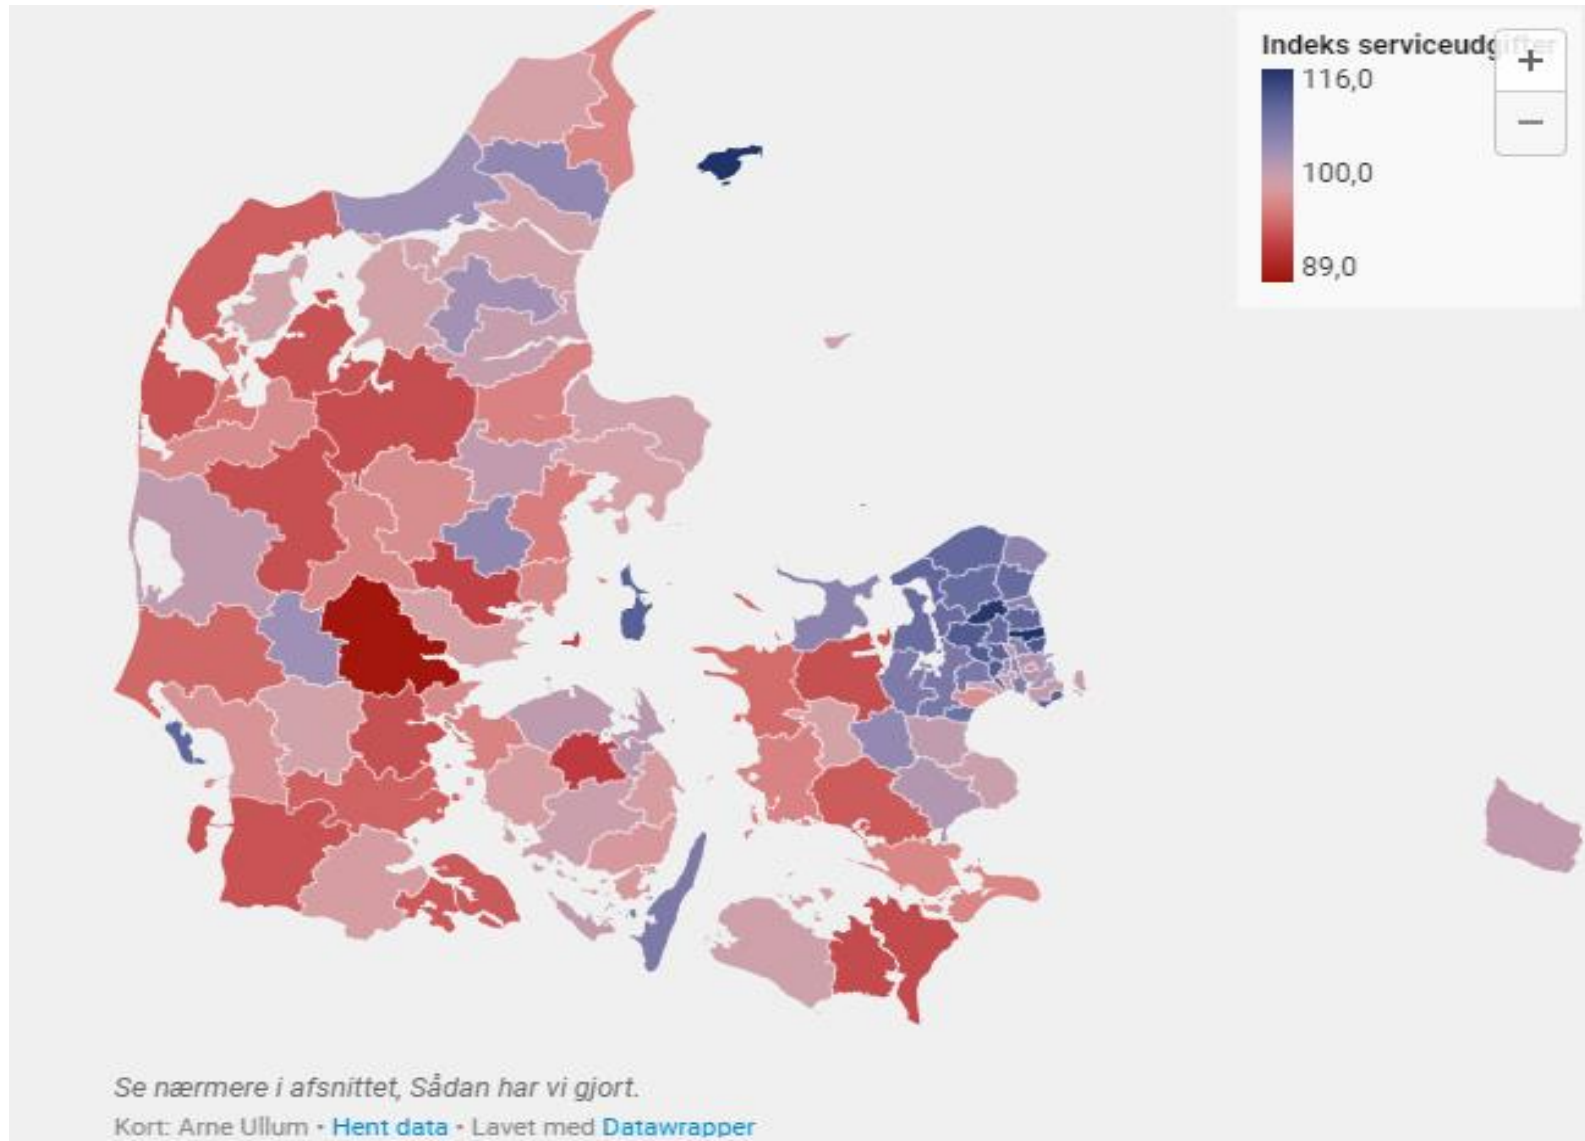 Indeks serviceudgifter
+
116,0
−
100,0
89,0
Se nærmere i afsnittet, Sådan har vi gjort.
Kort: Arne Ullum • Hent data • Lavet med Datawrapper